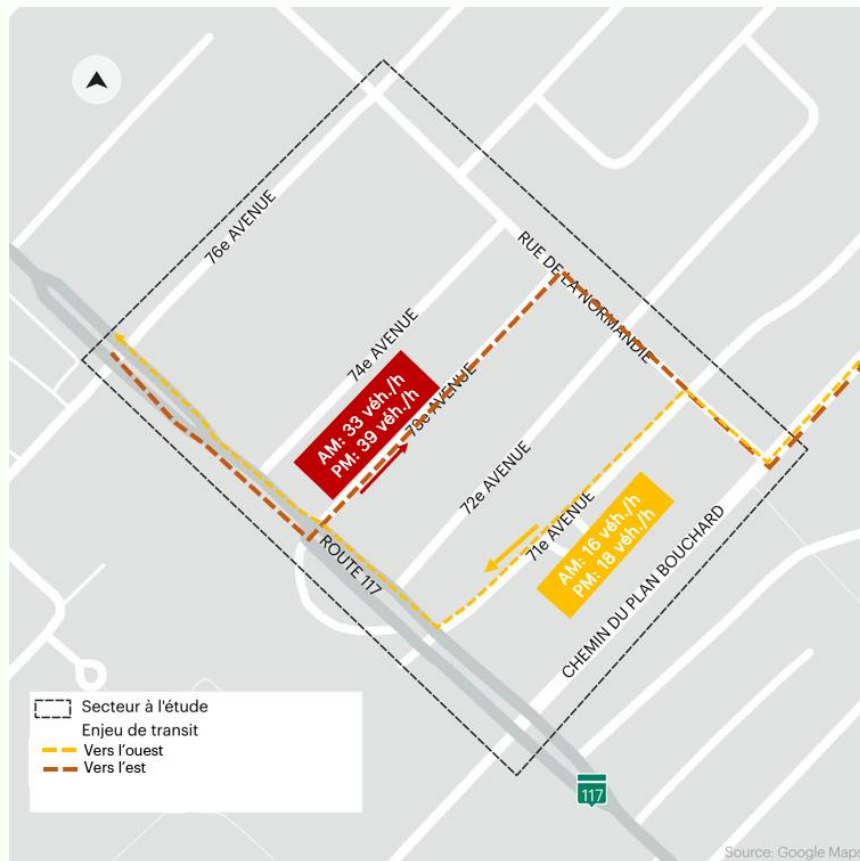 76e AVENUE
RUE DE LA NORMANDIE
74e AVENUE
AM: 33 véh./h
PM: 39 véh./h
73e AVENUE
72e AVENUE
71e AVENUE
AM: 16 véh./h
PM: 18 véh./h
ROUTE 117
CHEMIN DU PLAN BOUCHARD
Secteur à l'étude
Enjeu de transit
Vers l'ouest
Vers l'est
117
Source: Google Maps